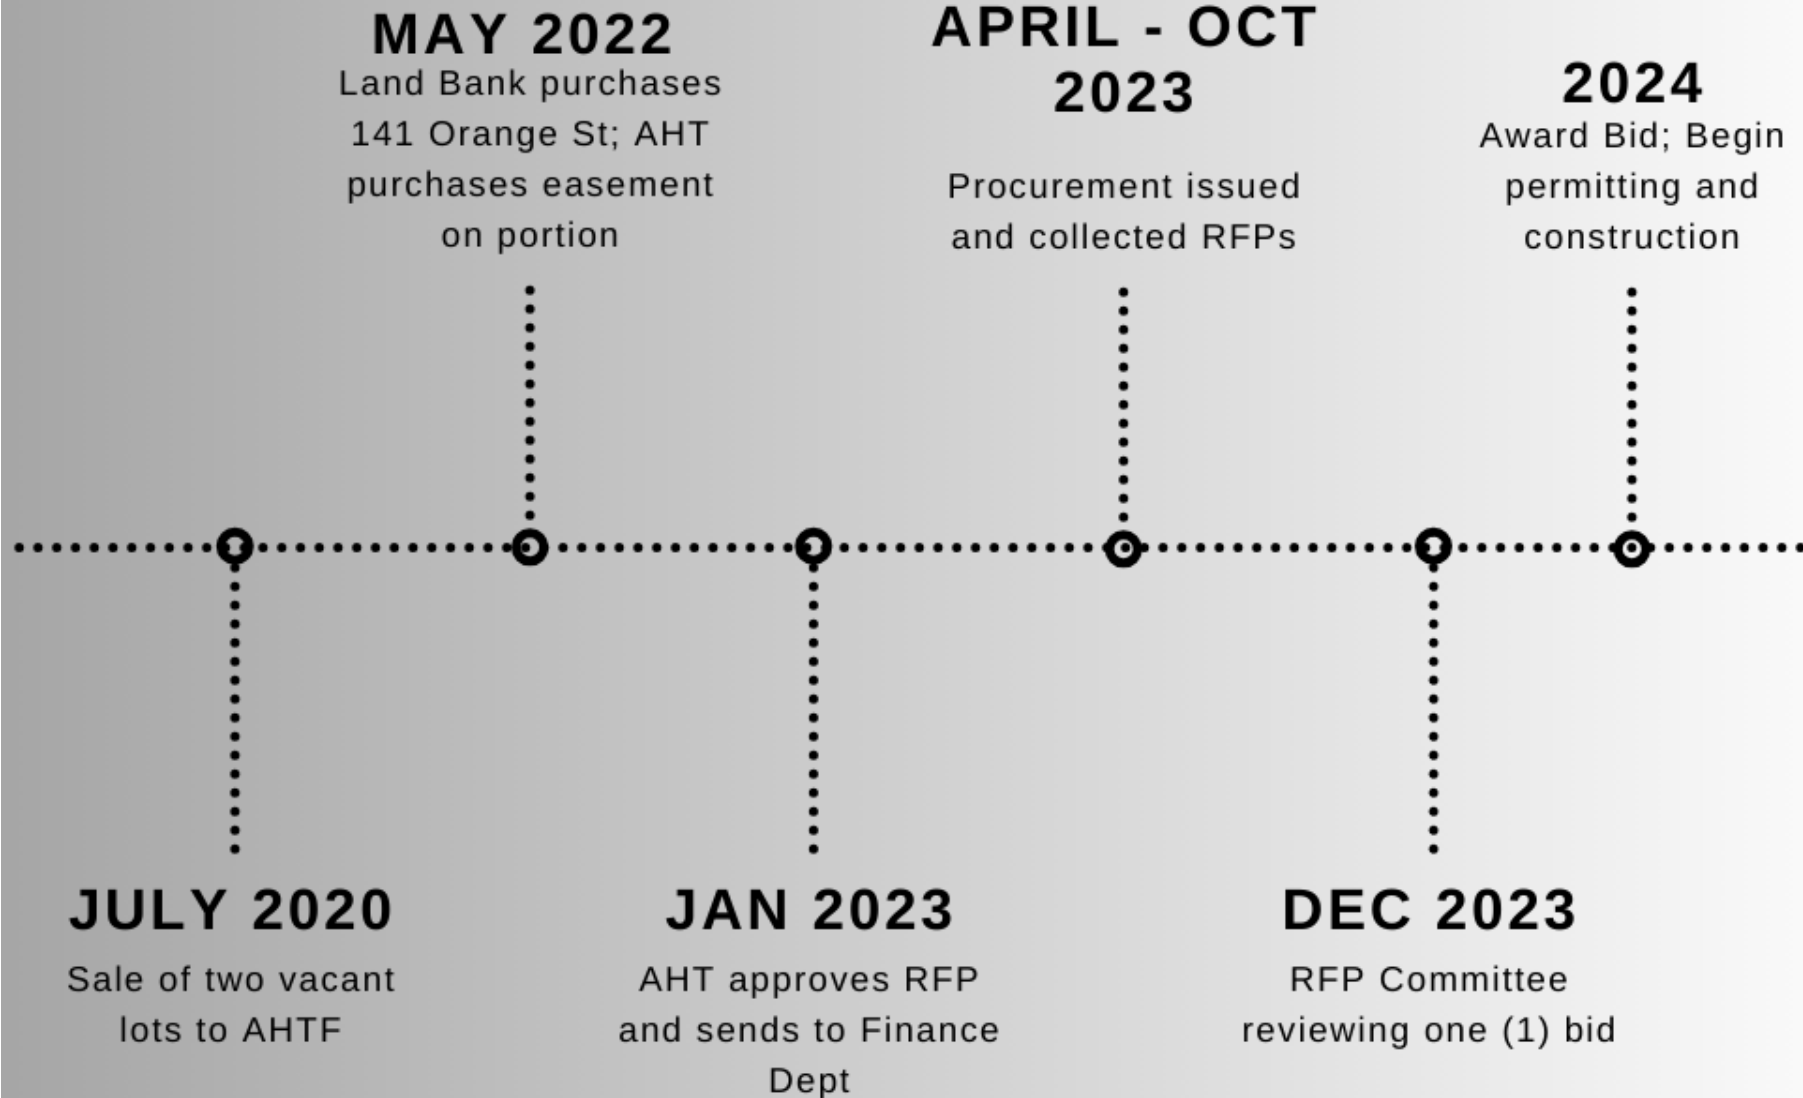 MAY 2022
Land Bank purchases
141 Orange St; AHT
purchases easement
on portion
APRIL - OCT
2023
Procurement issued
and collected RFPs
2024
Award Bid; Begin
permitting and
construction
JULY 2020
Sale of two vacant
lots to AHTF
JAN 2023
AHT approves RFP
and sends to Finance
Dept
DEC 2023
RFP Committee
reviewing one (1) bid